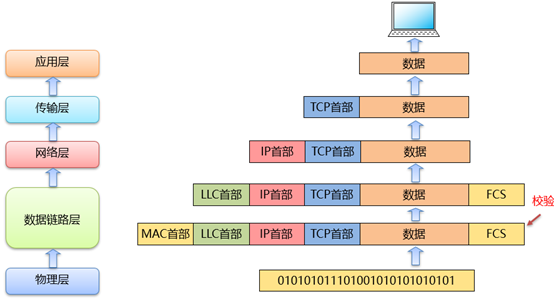 应用层
传输层
网络层
数据链路层
物理层
数据
TCP首部 数据
IP首部 TCP首部 数据
LLC首部 IP首部 TCP首部 数据 FCS
校验
MAC首部 LLC首部 IP首部 TCP首部 数据 FCS
0101010111010010101010101​01